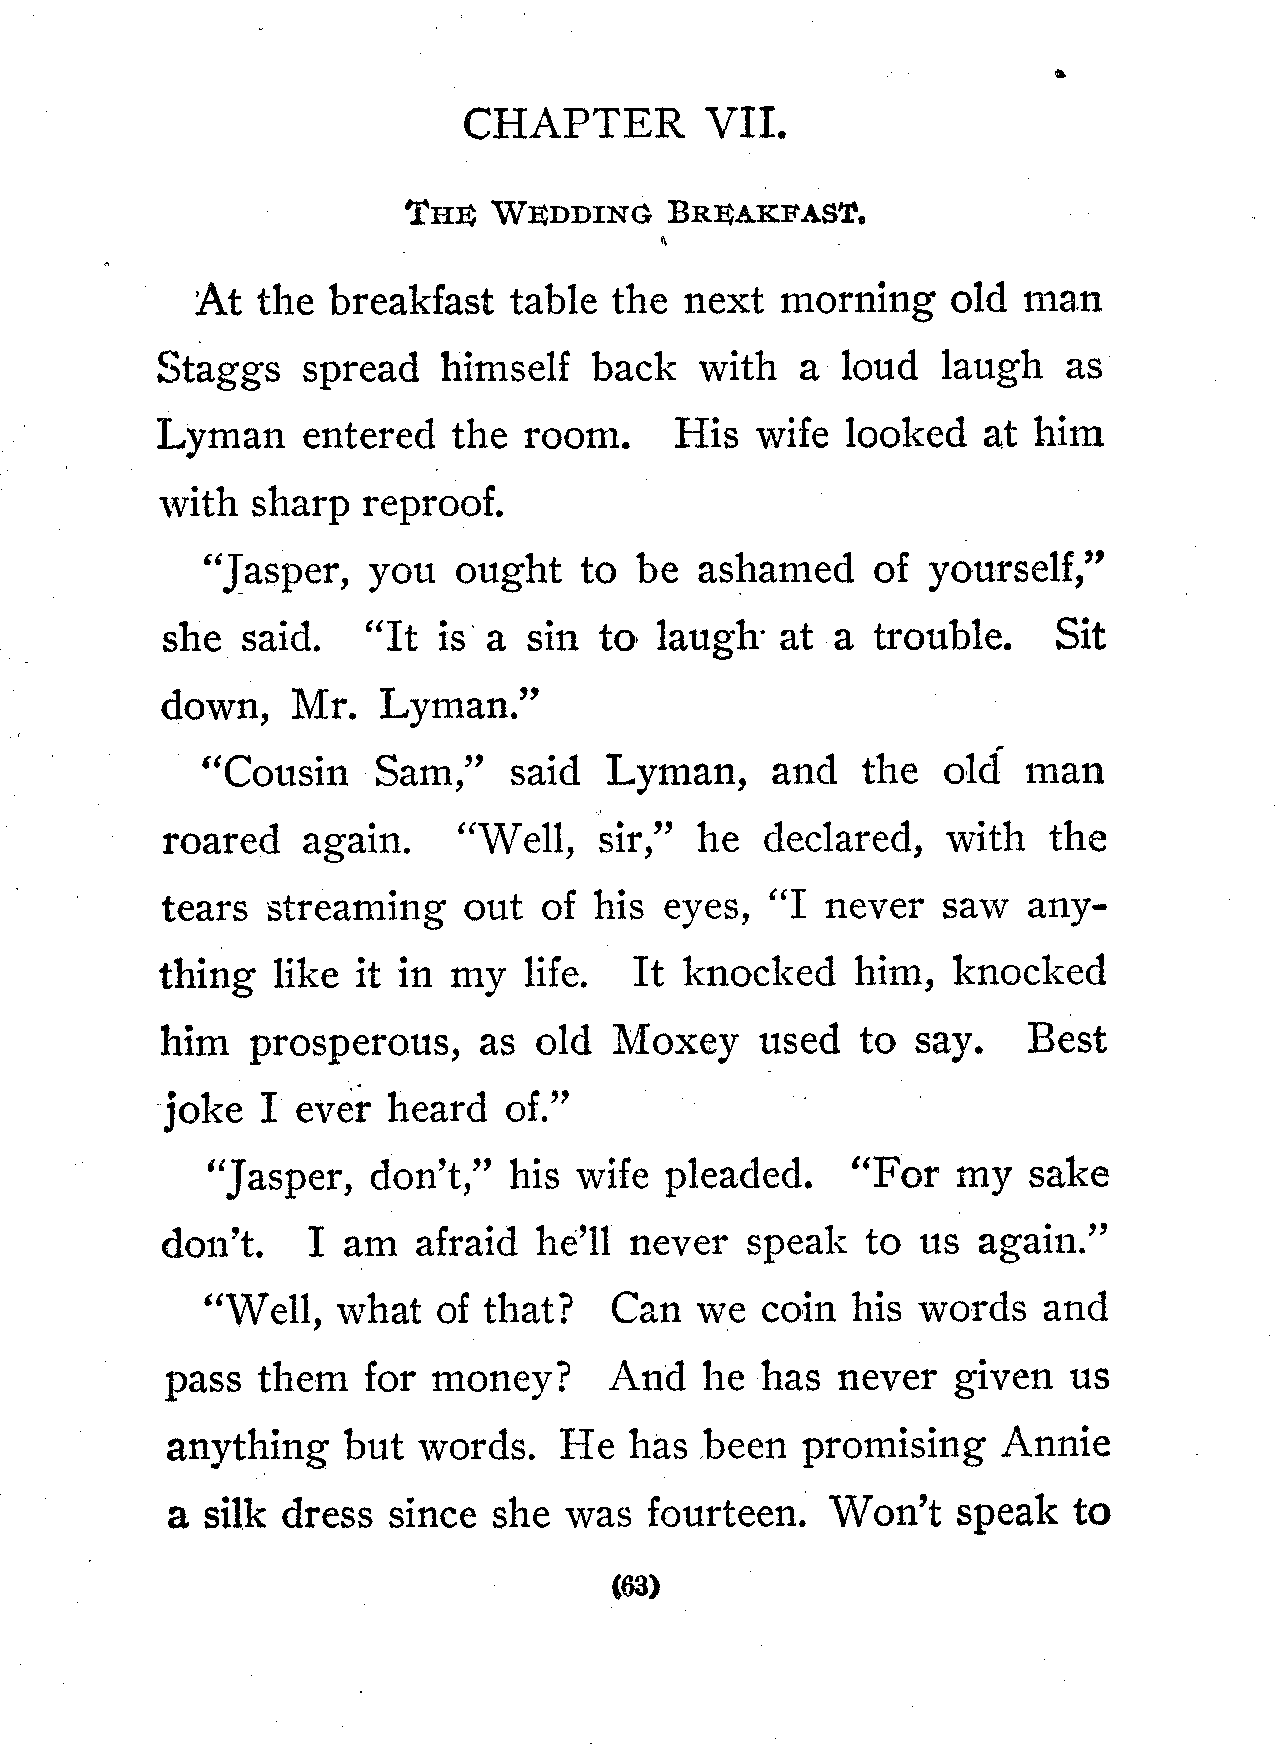 CHAPTER VII.
THE WEDDING BREAKFAST.
At the breakfast table the next morning old man
Staggs spread himself back with a loud laugh as
Lyman entered the room. His wife looked at him
with sharp reproof.
"Jasper, you ought to be ashamed of yourself,"
she said. "It is a sin to laugh at a trouble. Sit
down, Mr. Lyman."
"Cousin Sam," said Lyman, and the old man
roared again. "Well, sir," he declared, with the
tears streaming out of his eyes, "I never saw any-
thing like it in my life. It knocked him, knocked
him prosperous, as old Moxey used to say. Best
joke I ever heard of."
"Jasper, don't," his wife pleaded. "For my sake
don't. I am afraid he'll never speak to us again."
"Well, what of that? Can we coin his words and
pass them for money? And he has never given us
anything but words. He has been promising Annie
a silk dress since she was fourteen. Won't speak to
(63)